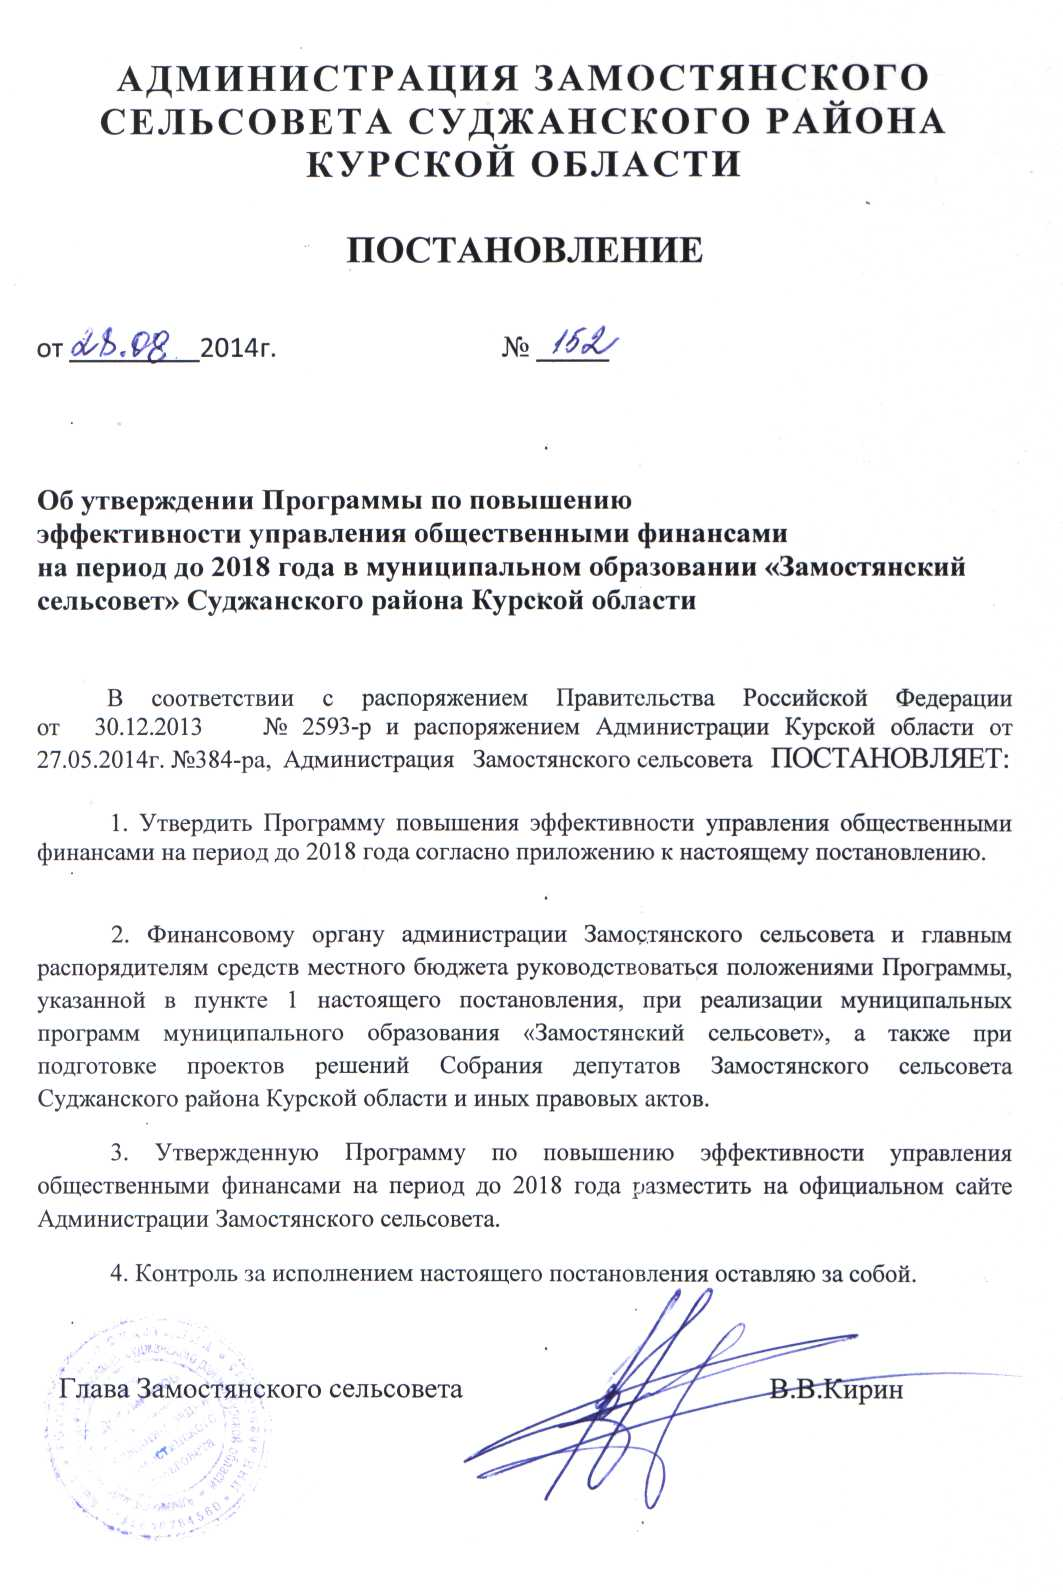 АДМИНИСТРАЦИЯ ЗАМОСТЯНСКОГО
СЕЛЬСОВЕТА СУДЖАНСКОГО РАЙОНА
КУРСКОЙ ОБЛАСТИ
ПОСТАНОВЛЕНИЕ
от 28.08 2014г. № 152
Об утверждении Программы по повышению
эффективности управления общественными финансами
на период до 2018 года в муниципальном образовании «Замостянский
сельсовет» Суджанского района Курской области
В соответствии с распоряжением Правительства Российской Федерации
от 30.12.2013 № 2593-р и распоряжением Администрации Курской области от
27.05.2014г. №384-ра, Администрация Замостянского сельсовета ПОСТАНОВЛЯЕТ:
1. Утвердить Программу повышения эффективности управления общественными
финансами на период до 2018 года согласно приложению к настоящему постановлению.
2. Финансовому органу администрации Замостянского сельсовета и главным
распорядителям средств местного бюджета руководствоваться положениями Программы,
указанной в пункте 1 настоящего постановления, при реализации муниципальных
программ муниципального образования «Замостянский сельсовет», а также при
подготовке проектов решений Собрания депутатов Замостянского сельсовета
Суджанского района Курской области и иных правовых актов.
3. Утвержденную Программу по повышению эффективности управления
общественными финансами на период до 2018 года разместить на официальном сайте
Администрации Замостянского сельсовета.
4. Контроль за исполнением настоящего постановления оставляю за собой.
Глава Замостянского сельсовета В.В.Кирин